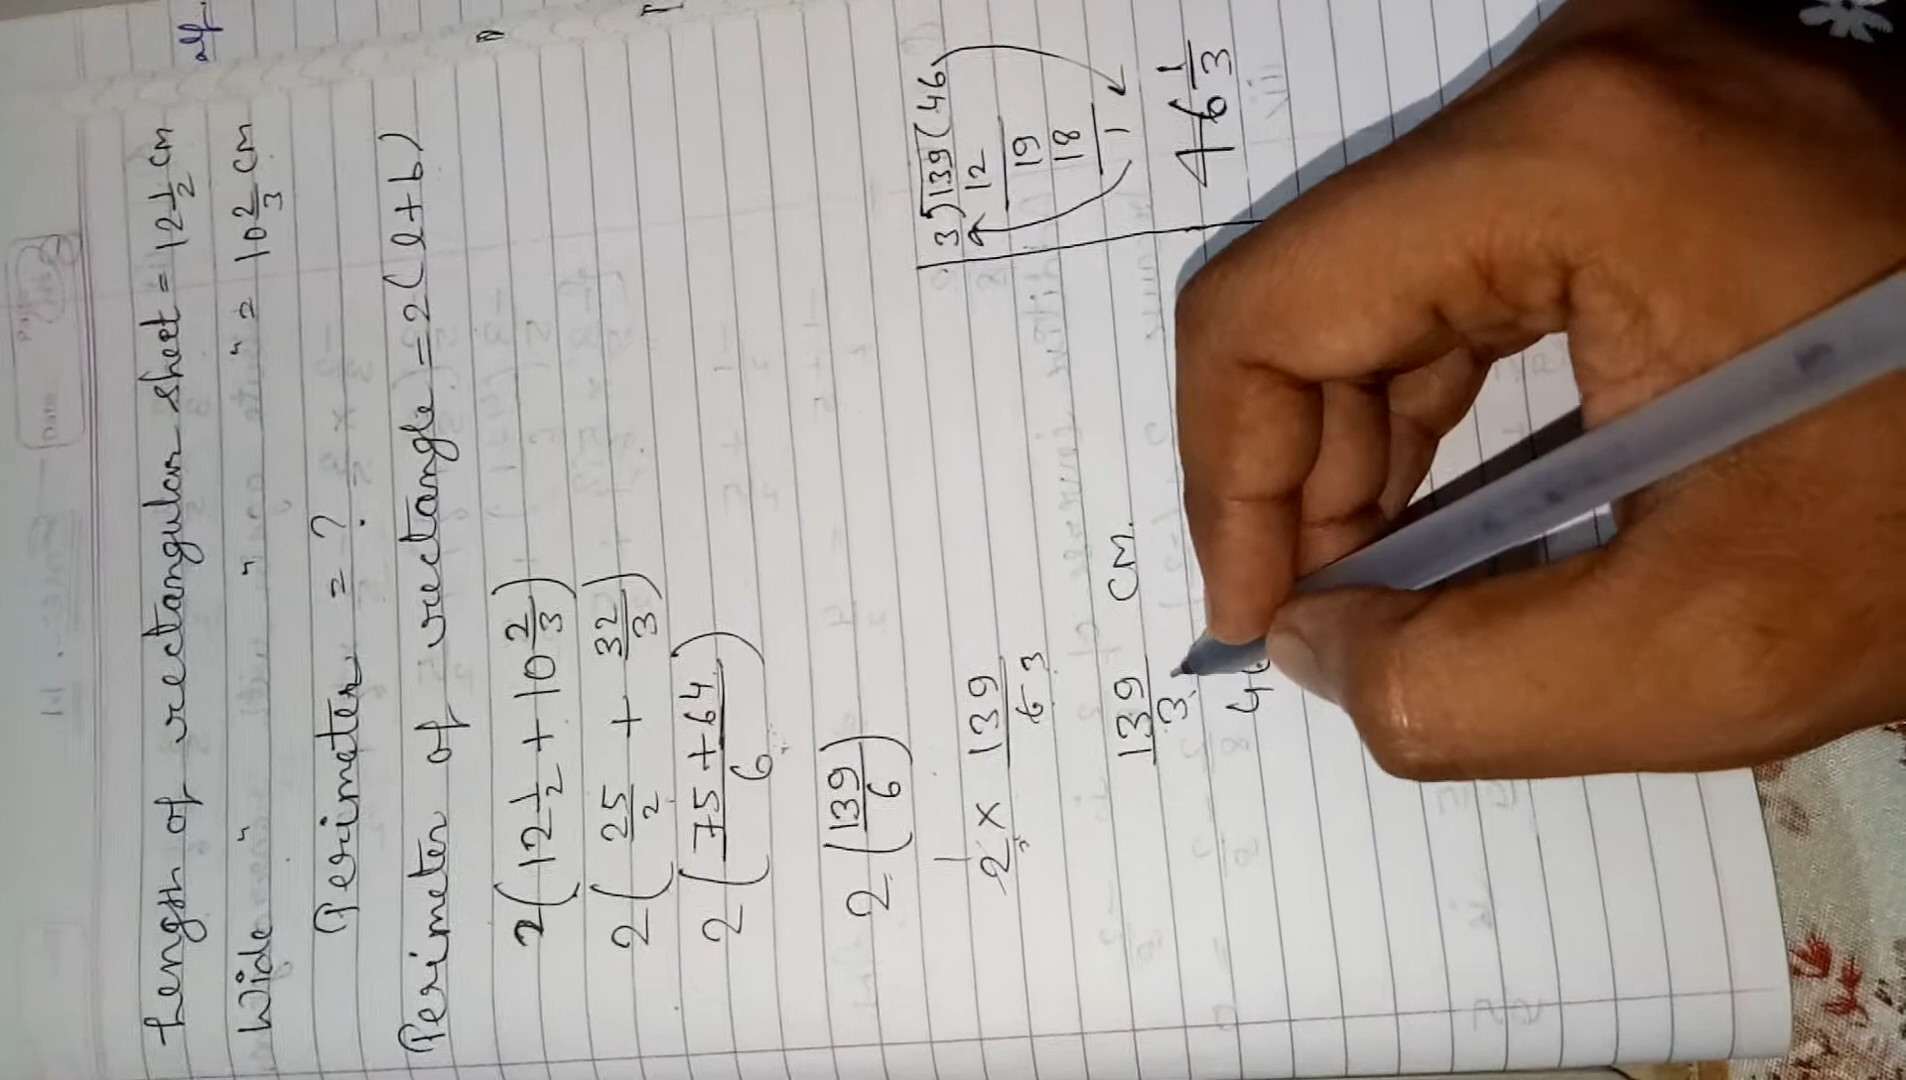 Length of rectangular sheet = 12 1/2 cm
Wide " " " = 10 2/3 cm
Perimeter = ?
Perimeter of rectangle = 2(l+b)
2(12 1/2 + 10 2/3)
2(25/2 + 32/3)
2(75+64/6)
2(139/6)
1
2 × 139/6 3
139/3 cm.
4
3)139(46
12
19
18
1
46 1/3